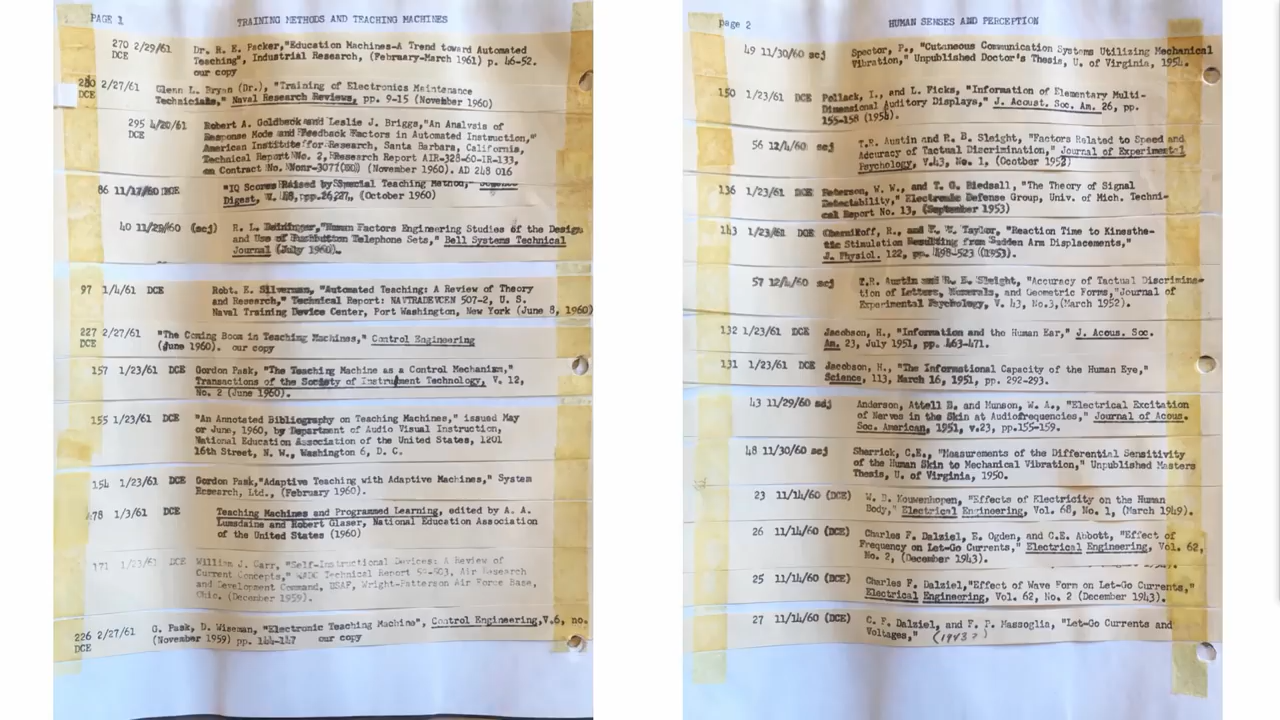 PAGE 1 TRAINING METHODS AND TEACHING MACHINES
270 2/29/61 Dr. R. E. Packer,"Education Machines-A Trend toward Automated
DCE Teaching", Industrial Research, (February-March 1961) p. 46-52.
our copy
280 2/27/61 Glenn L. Bryan (Dr.), "Training of Electronics Maintenance
DCE Technicians," Naval Research Reviews, pp. 9-15 (November 1960)
295 4/20/61 Robert A. Goldbeck and Leslie J. Briggs,"An Analysis of
DCE Response Mode and Feedback Factors in Automated Instruction,"
American Institute for Research, Santa Barbara, California,
Technical Report No. 2, Research Report AIR-328-60-IR-133,
on Contract No. Nonr-3077(00) (November 1960). AD 248 016
86 11/17/60 DCE "IQ Scores Raised by Special Teaching Method," Science
Digest, V. 48, pp.26,27, (October 1960)
40 11/29/60 (scj) R. L. Deininger,"Human Factors Engineering Studies of the Design
and Use of Pushbutton Telephone Sets," Bell Systems Technical
Journal (July 1960).
97 1/4/61 DCE Robt. E. Silverman, "Automated Teaching: A Review of Theory
and Research," Technical Report: NAVTRADEVCEN 507-2, U. S.
Naval Training Device Center, Port Washington, New York (June 8, 1960)
227 2/27/61 "The Coming Boom in Teaching Machines," Control Engineering
DCE (June 1960). our copy
157 1/23/61 DCE Gordon Pask, "The Teaching Machine as a Control Mechanism,"
Transactions of the Society of Instrument Technology, V. 12,
No. 2 (June 1960).
155 1/23/61 DCE "An Annotated Bibliography on Teaching Machines," issued May
or June, 1960, by Department of Audio Visual Instruction,
National Education Association of the United States, 1201
16th Street, N. W., Washington 6, D. C.
154 1/23/61 DCE Gordon Pask,"Adaptive Teaching with Adaptive Machines," System
Research, Ltd., (February 1960).
78 1/3/61 DCE Teaching Machines and Programmed Learning, edited by A. A.
Lumsdaine and Robert Glaser, National Education Association
of the United States (1960)
171 1/23/61 DCE William J. Carr, "Self-Instructional Devices: A Review of
Current Concepts," WADC Technical Report 59-503, Air Research
and Development Command, USAF, Wright-Patterson Air Force Base,
Ohio. (December 1959).
226 2/27/61 G. Pask, D. Wiseman, "Electronic Teaching Machine", Control Engineering,V.6, no.
DCE (November 1959) pp. 144-147 our copy
page 2 HUMAN SENSES AND PERCEPTION
49 11/30/60 scj Spector, P., "Cutaneous Communication Systems Utilizing Mechanical
Vibration," Unpublished Doctor's Thesis, U. of Virginia, 1954.
150 1/23/61 DCE Pollack, I., and L. Ficks, "Information of Elementary Multi-
Dimensional Auditory Displays," J. Acoust. Soc. Am. 26, pp.
155-158 (1954).
56 12/4/60 scj T.R. Austin and R. B. Sleight, "Factors Related to Speed and
Accuracy of Tactual Discrimination," Journal of Experimental
Psychology, V.43, No. 1, (Ocotber 1952)
136 1/23/61 DCE Peterson, W. W., and T. G. Birdsall, "The Theory of Signal
Detectability," Electronic Defense Group, Univ. of Mich. Techni-
cal Report No. 13, (September 1953)
143 1/23/61 DCE Chernikoff, R., and F. V. Taylor, "Reaction Time to Kinesthe-
tic Stimulation Resulting from Sudden Arm Displacements,"
J. Physiol. 122, pp. 498-523 (1953).
57 12/4/60 scj T.R. Austin and R. B. Sleight, "Accuracy of Tactual Discrimina-
tion of Letters, Numerals, and Geometric Forms,"Journal of
Experimental Psychology, V. 43, No.3,(March 1952).
132 1/23/61 DCE Jacobson, H., "Information and the Human Ear," J. Acous. Soc.
Am. 23, July 1951, pp. 463-471.
131 1/23/61 DCE Jacobson, H., "The Informational Capacity of the Human Eye,"
Science, 113, March 16, 1951, pp. 292-293.
43 11/29/60 sdj Anderson, Attell B. and Munson, W. A., "Electrical Excitation
of Nerves in the Skin at Audiofrequencies," Journal of Acous.
Soc. American, 1951, v.23, pp.155-159.
48 11/30/60 scj Sherrick, C.E., "Measurements of the Differential Sensitivity
of the Human Skin to Mechanical Vibration," Unpublished Masters
Thesis, U. of Virginia, 1950.
23 11/14/60 (DCE) W. B. Kouwenhopen, "Effects of Electricity on the Human
Body," Electrical Engineering, Vol. 68, No. 1, (March 1949).
26 11/14/60 (DCE) Charles F. Dalziel, E. Ogden, and C.E. Abbott, "Effect of
Frequency on Let-Go Currents," Electrical Engineering, Vol. 62,
No. 2, (December 1943).
25 11/14/60 (DCE) Charles F. Dalziel,"Effect of Wave Form on Let-Go Currents,"
Electrical Engineering, Vol. 62, No. 2 (December 1943).
27 11/14/60 (DCE) C. F. Dalziel, and F. P. Massoglia, "Let-Go Currents and
Voltages," (1943?)